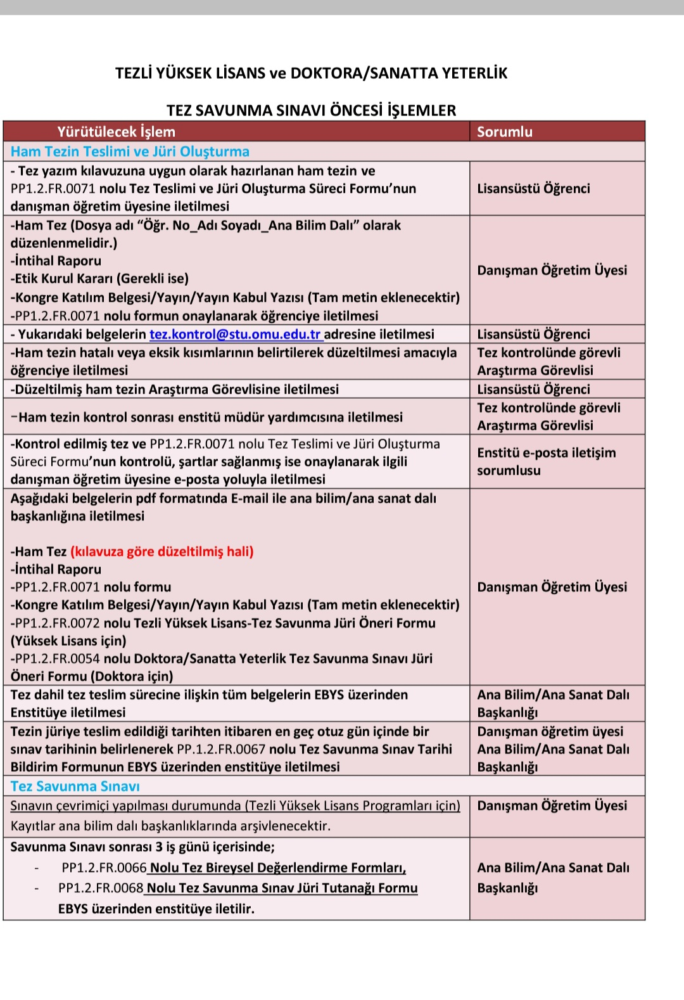 TEZLİ YÜKSEK LİSANS ve DOKTORA/SANATTA YETERLİK
TEZ SAVUNMA SINAVI ÖNCESİ İŞLEMLER
Yürütülecek İşlem
Sorumlu
Ham Tezin Teslimi ve Jüri Oluşturma
- Tez yazım kılavuzuna uygun olarak hazırlanan ham tezin ve
PP1.2.FR.0071 nolu Tez Teslimi ve Jüri Oluşturma Süreci Formu’nun
danışman öğretim üyesine iletilmesi
Lisansüstü Öğrenci
-Ham Tez (Dosya adı “Öğr. No_Adı Soyadı_Ana Bilim Dalı” olarak
düzenlenmelidir.)
-İntihal Raporu
-Etik Kurul Kararı (Gerekli ise)
-Kongre Katılım Belgesi/Yayın/Yayın Kabul Yazısı (Tam metin eklenecektir)
-PP1.2.FR.0071 nolu formun onaylanarak öğrenciye iletilmesi
Danışman Öğretim Üyesi
- Yukarıdaki belgelerin tez.kontrol@stu.omu.edu.tr adresine iletilmesi
Lisansüstü Öğrenci
-Ham tezin hatalı veya eksik kısımlarının belirtilerek düzeltilmesi amacıyla
öğrenciye iletilmesi
Tez kontrolünde görevli
Araştırma Görevlisi
-Düzeltilmiş ham tezin Araştırma Görevlisine iletilmesi
Lisansüstü Öğrenci
–Ham tezin kontrol sonrası enstitü müdür yardımcısına iletilmesi
Tez kontrolünde görevli
Araştırma Görevlisi
-Kontrol edilmiş tez ve PP1.2.FR.0071 nolu Tez Teslimi ve Jüri Oluşturma
Süreci Formu’nun kontrolü, şartlar sağlanmış ise onaylanarak ilgili
danışman öğretim üyesine e-posta yoluyla iletilmesi
Enstitü e-posta iletişim
sorumlusu
Aşağıdaki belgelerin pdf formatında E-mail ile ana bilim/ana sanat dalı
başkanlığına iletilmesi
-Ham Tez (kılavuza göre düzeltilmiş hali)
-İntihal Raporu
-PP1.2.FR.0071 nolu formu
-Kongre Katılım Belgesi/Yayın/Yayın Kabul Yazısı (Tam metin eklenecektir)
-PP1.2.FR.0072 nolu Tezli Yüksek Lisans-Tez Savunma Jüri Öneri Formu
(Yüksek Lisans için)
-PP1.2.FR.0054 nolu Doktora/Sanatta Yeterlik Tez Savunma Sınavı Jüri
Öneri Formu (Doktora için)
Danışman Öğretim Üyesi
Tez dahil tez teslim sürecine ilişkin tüm belgelerin EBYS üzerinden
Enstitüye iletilmesi
Ana Bilim/Ana Sanat Dalı
Başkanlığı
Tezin jüriye teslim edildiği tarihten itibaren en geç otuz gün içinde bir
sınav tarihinin belirlenerek PP.1.2.FR.0067 nolu Tez Savunma Sınav Tarihi
Bildirim Formunun EBYS üzerinden enstitüye iletilmesi
Danışman öğretim üyesi
Ana Bilim/Ana Sanat Dalı
Başkanlığı
Tez Savunma Sınavı
Sınavın çevrimiçi yapılması durumunda (Tezli Yüksek Lisans Programları için)
Kayıtlar ana bilim dalı başkanlıklarında arşivlenecektir.
Danışman Öğretim Üyesi
Savunma Sınavı sonrası 3 iş günü içerisinde;
- PP1.2.FR.0066 Nolu Tez Bireysel Değerlendirme Formları,
- PP1.2.FR.0068 Nolu Tez Savunma Sınav Jüri Tutanağı Formu
EBYS üzerinden enstitüye iletilir.
Ana Bilim/Ana Sanat Dalı
Başkanlığı